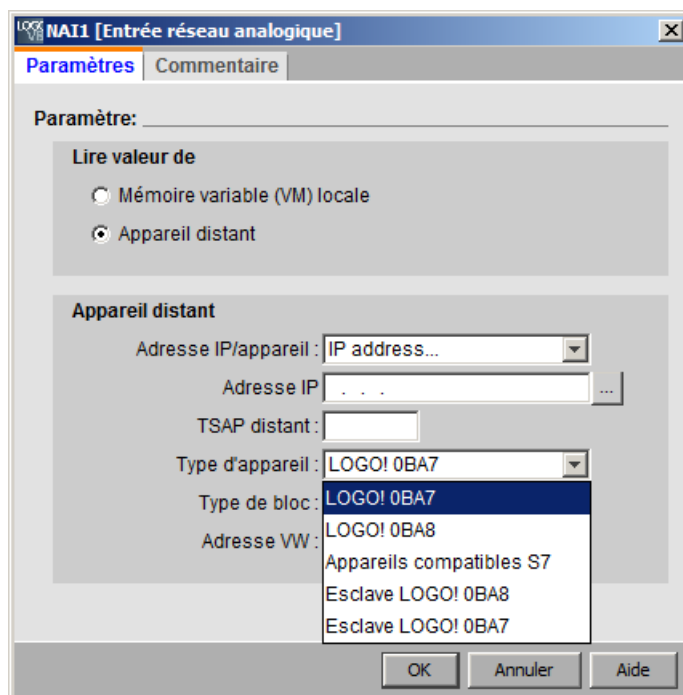 NAI1 [Entrée réseau analogique]
Paramètres Commentaire
Paramètre:
Lire valeur de
Mémoire variable (VM) locale
Appareil distant
Appareil distant
Adresse IP/appareil : IP address...
Adresse IP . . . ...
TSAP distant :
Type d'appareil : LOGO! 0BA7
Type de bloc : LOGO! 0BA7
LOGO! 0BA8
Adresse VW :
Appareils compatibles S7
Esclave LOGO! 0BA8
Esclave LOGO! 0BA7
OK Annuler Aide